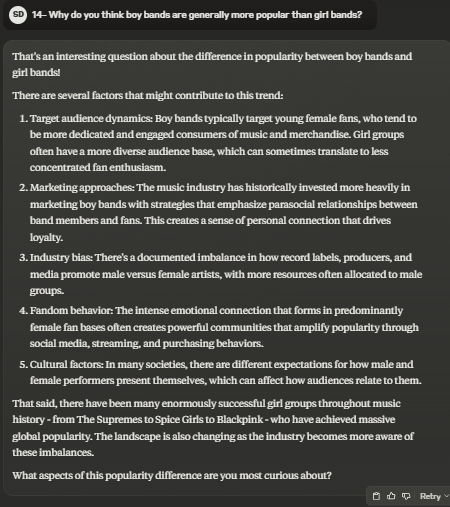 SD 14- Why do you think boy bands are generally more popular than girl bands?
That's an interesting question about the difference in popularity between boy bands and
girl bands!
There are several factors that might contribute to this trend:
1. Target audience dynamics: Boy bands typically target young female fans, who tend to
be more dedicated and engaged consumers of music and merchandise. Girl groups
often have a more diverse audience base, which can sometimes translate to less
concentrated fan enthusiasm.
2. Marketing approaches: The music industry has historically invested more heavily in
marketing boy bands with strategies that emphasize parasocial relationships between
band members and fans. This creates a sense of personal connection that drives
loyalty.
3. Industry bias: There's a documented imbalance in how record labels, producers, and
media promote male versus female artists, with more resources often allocated to male
groups.
4. Fandom behavior: The intense emotional connection that forms in predominantly
female fan bases often creates powerful communities that amplify popularity through
social media, streaming, and purchasing behaviors.
5. Cultural factors: In many societies, there are different expectations for how male and
female performers present themselves, which can affect how audiences relate to them.
That said, there have been many enormously successful girl groups throughout music
history - from The Supremes to Spice Girls to Blackpink - who have achieved massive
global popularity. The landscape is also changing as the industry becomes more aware of
these imbalances.
What aspects of this popularity difference are you most curious about?
Retry